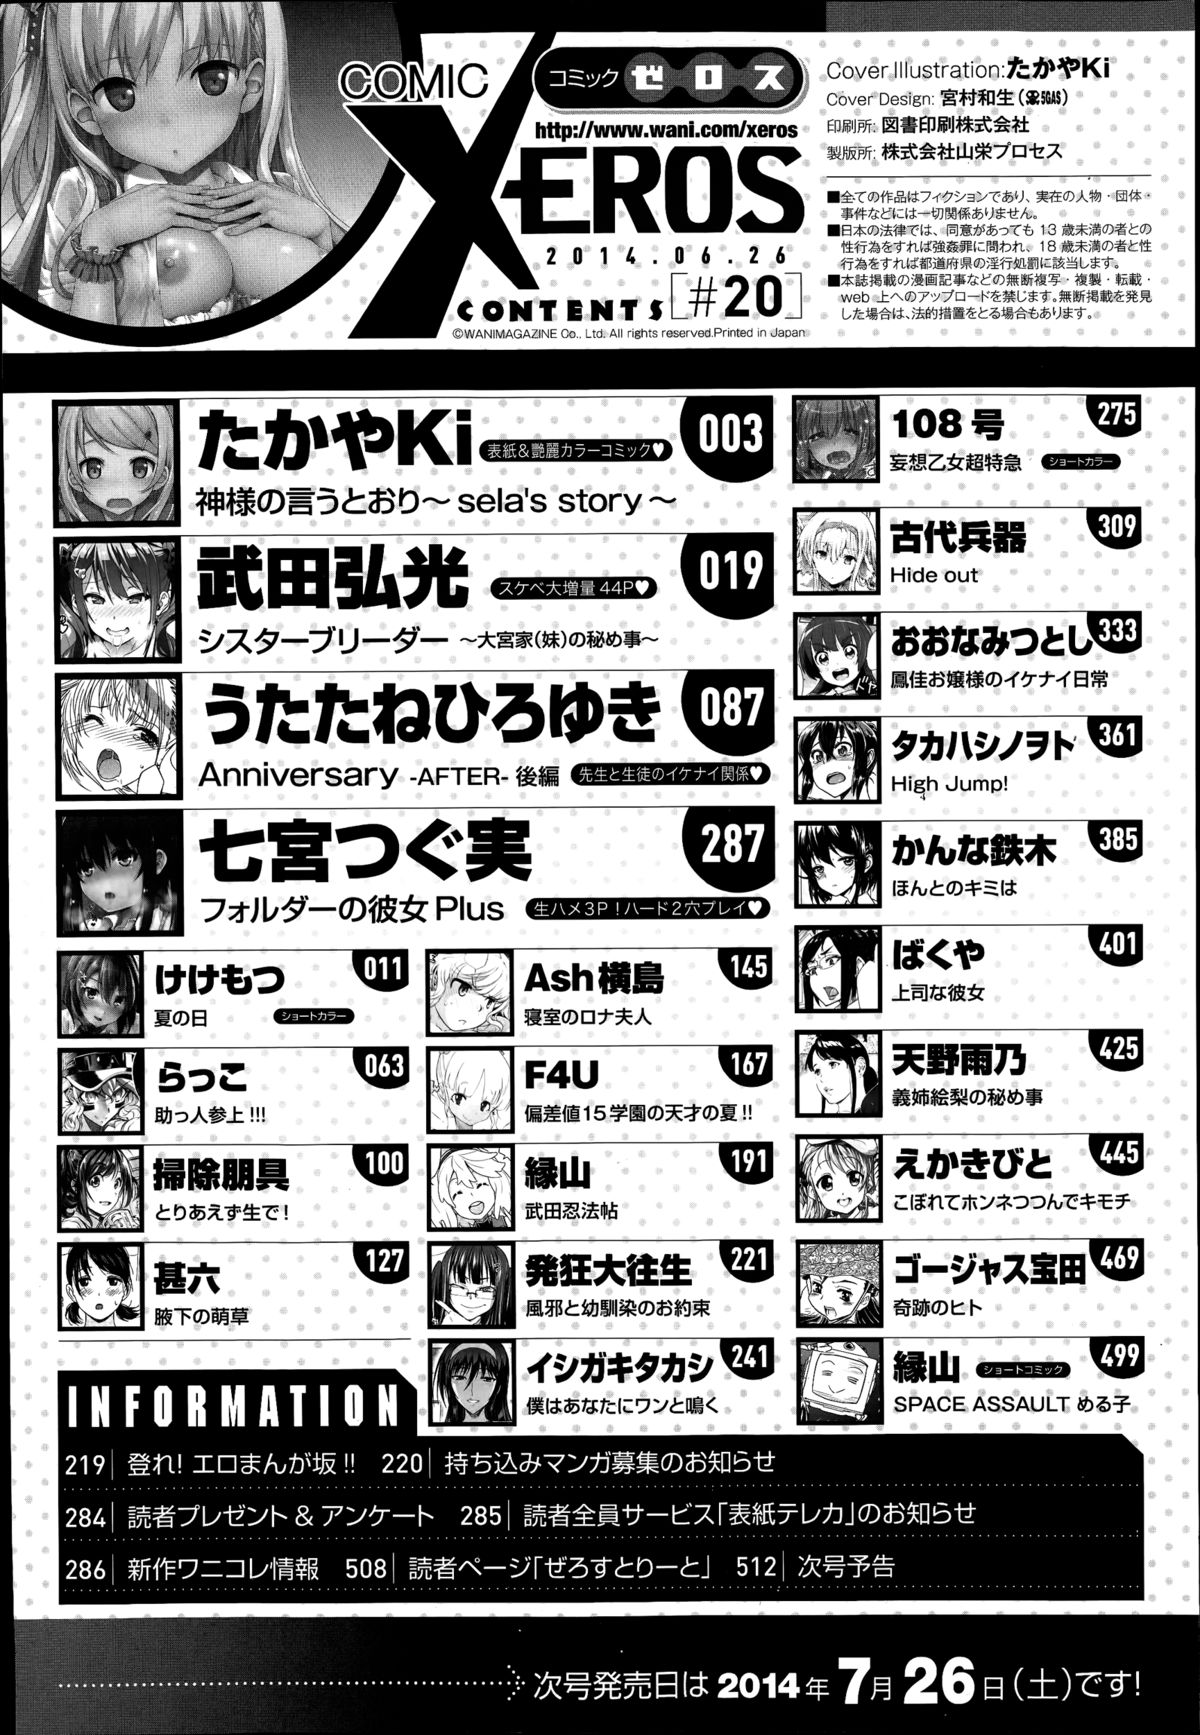 COMIC
コミック ゼロス
http://www.wani.com/xeros
XEROS
2014.06.26
CONTENTS [#20]
©WANIMAGAZINE Co., Ltd. All rights reserved.Printed in Japan
Cover Illustration:たかやKi
Cover Design: 宮村和生(5GAS)
印刷所: 図書印刷株式会社
製版所: 株式会社山栄プロセス
■全ての作品はフィクションであり、実在の人物・団体・
事件などには一切関係ありません。
■日本の法律では、同意があっても 13 歳未満の者との
性行為をすれば強姦罪に問われ、18 歳未満の者と性
行為をすれば都道府県の淫行処罰に該当します。
■本誌掲載の漫画記事などの無断複写・複製・転載・
web 上へのアップロードを禁じます。無断掲載を発見
した場合は、法的措置をとる場合もあります。
たかやKi 表紙&艶麗カラーコミック♥ 003
神様の言うとおり〜 sela's story 〜
武田弘光 スケベ大増量 44P♥ 019
シスターブリーダー 〜大宮家(妹)の秘め事〜
うたたねひろゆき 087
Anniversary -AFTER- 後編 先生と生徒のイケナイ関係♥
七宮つぐ実 287
フォルダーの彼女 Plus 生ハメ3P！ハード2穴プレイ♥
けけもつ 011
夏の日 ショートカラー
らっこ 063
助っ人参上!!!
掃除朋具 100
とりあえず生で！
甚六 127
腋下の萌草
Ash横島 145
寝室のロナ夫人
F4U 167
偏差値15学園の天才の夏!!
縁山 191
武田忍法帖
発狂大往生 221
風邪と幼馴染のお約束
イシガキタカシ 241
僕はあなたにワンと鳴く
108号 275
妄想乙女超特急 ショートカラー
古代兵器 309
Hide out
おおなみつとし 333
鳳佳お嬢様のイケナイ日常
タカハシノヲト 361
High Jump!
かんな鉄木 385
ほんとのキミは
ばくや 401
上司な彼女
天野雨乃 425
義姉絵梨の秘め事
えかきびと 445
こぼれてホンネつつんでキモチ
ゴージャス宝田 469
奇跡のヒト
縁山 ショートコミック 499
SPACE ASSAULT める子
INFORMATION
219 登れ！ エロまんが坂!! 220 持ち込みマンガ募集のお知らせ
284 読者プレゼント & アンケート 285 読者全員サービス「表紙テレカ」のお知らせ
286 新作ワニコレ情報 508 読者ページ「ぜろすとりーと」 512 次号予告
次号発売日は 2014年 7月 26日(土)です!